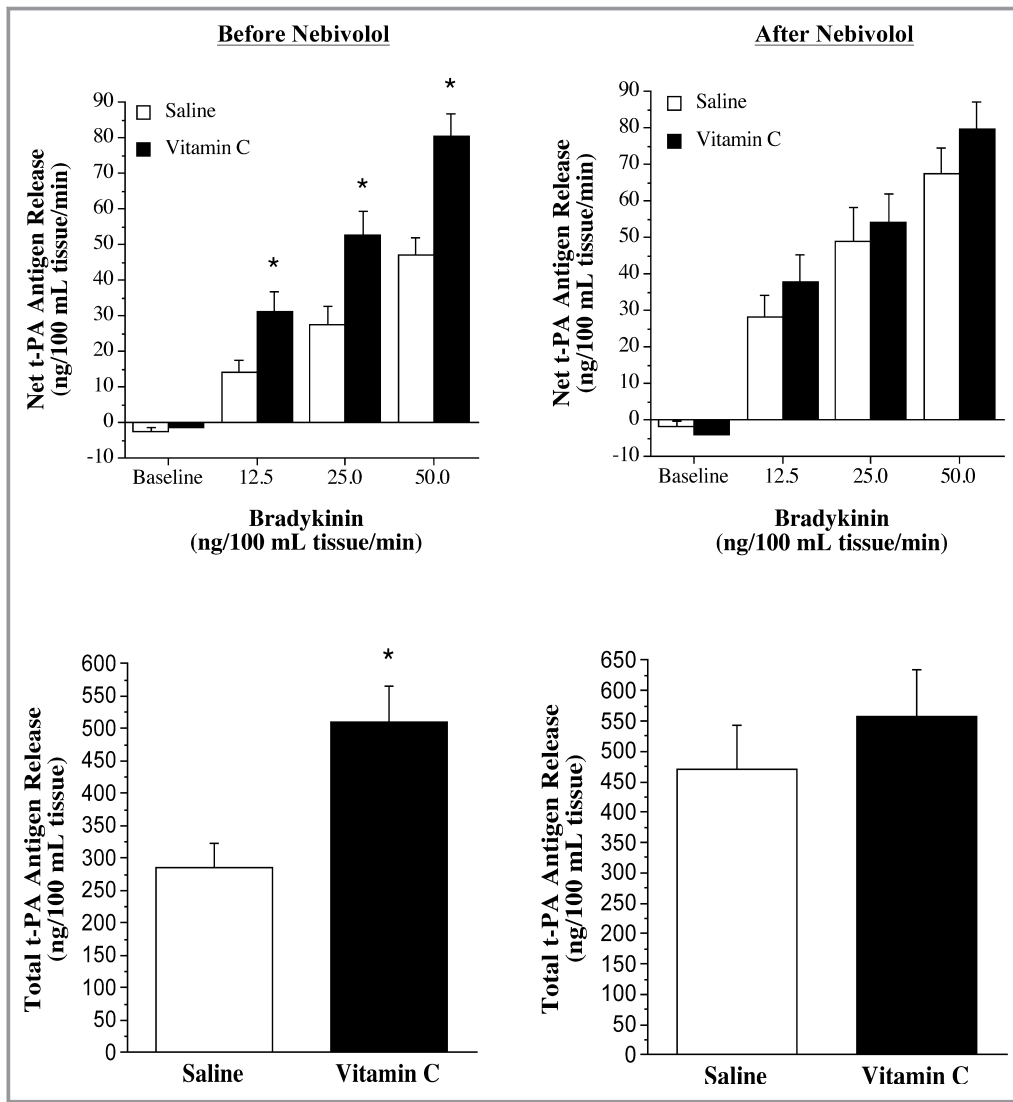 Before Nebivolol
Net t-PA Antigen Release
(ng/100 mL tissue/min)
90
80
70
60
50
40
30
20
10
0
-10
Saline
Vitamin C
*
*
*
Baseline 12.5 25.0 50.0
Bradykinin
(ng/100 mL tissue/min)
After Nebivolol
Net t-PA Antigen Release
(ng/100 mL tissue/min)
90
80
70
60
50
40
30
20
10
0
-10
Saline
Vitamin C
Baseline 12.5 25.0 50.0
Bradykinin
(ng/100 mL tissue/min)
Total t-PA Antigen Release
(ng/100 mL tissue)
600
550
500
450
400
350
300
250
200
150
100
50
0
*
Saline Vitamin C
Total t-PA Antigen Release
(ng/100 mL tissue)
650
600
550
500
450
400
350
300
250
200
150
100
50
0
Saline Vitamin C